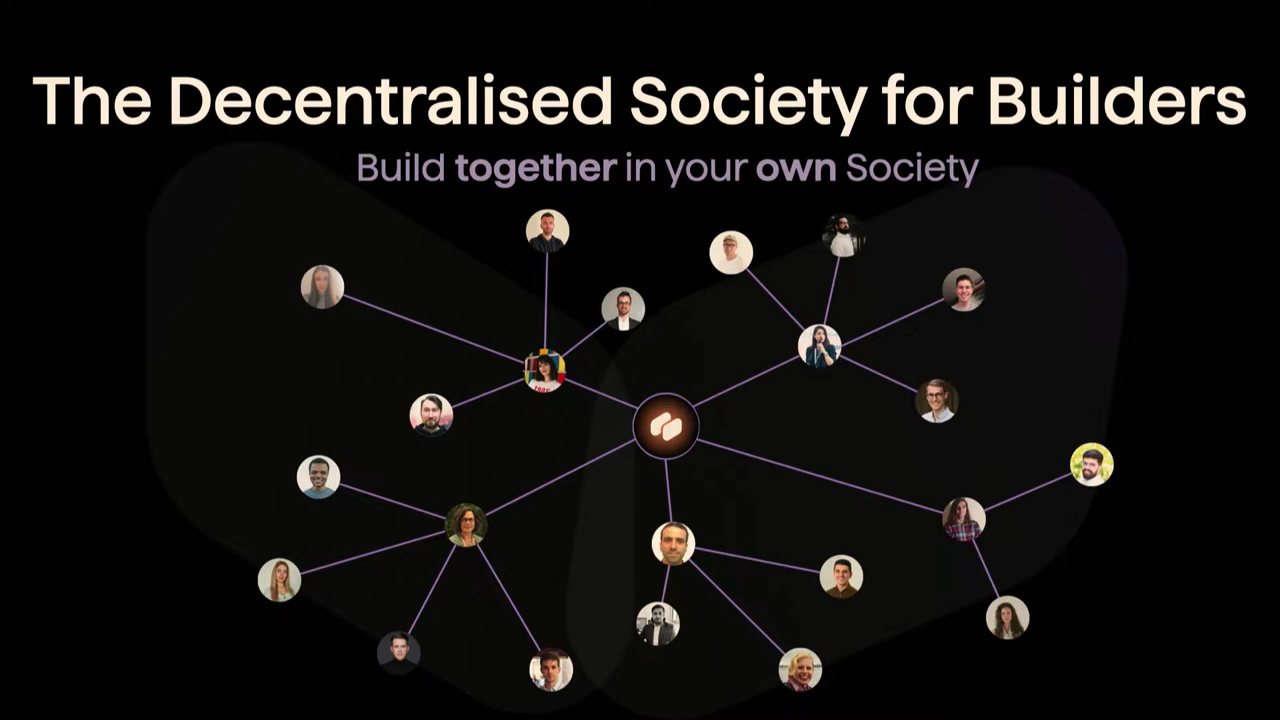 The Decentralised Society for Builders
Build together in your own Society